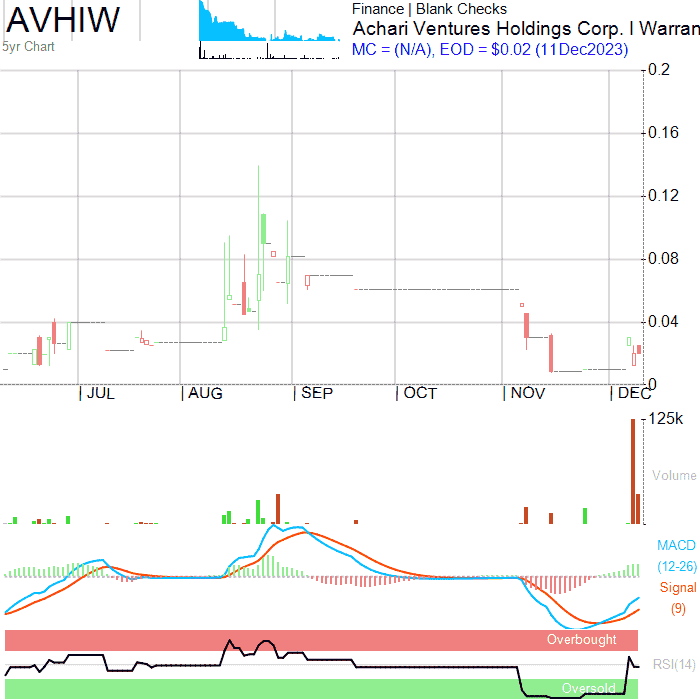 AVHIW
5yr Chart
Finance | Blank Checks
Achari Ventures Holdings Corp. I Warran
MC = (N/A), EOD = $0.02 (11Dec2023)
0.2
0.16
0.12
0.08
0.04
0
| JUL | AUG | SEP | OCT | NOV | DEC
125k
Volume
MACD
(12-26)
Signal
(9)
Overbought
RSI(14)
Oversold